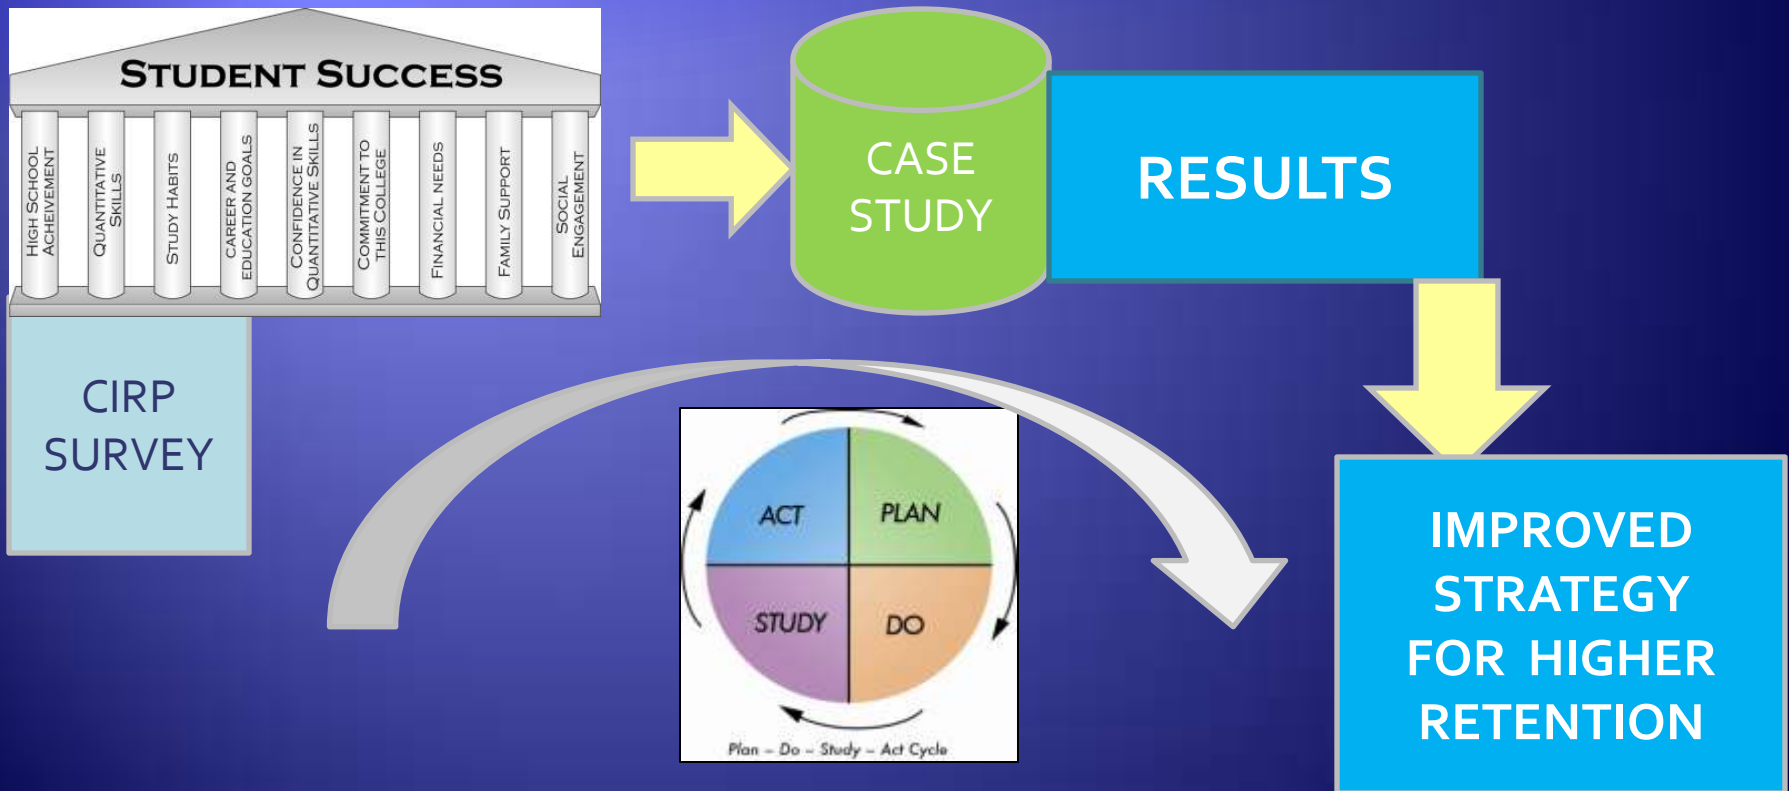 STUDENT SUCCESS
HIGH SCHOOL
ACHEIVEMENT
QUANTITATIVE
SKILLS
STUDY HABITS
CAREER AND
EDUCATION GOALS
CONFIDENCE IN
QUANTITATIVE SKILLS
COMMITMENT TO
THIS COLLEGE
FINANCIAL NEEDS
FAMILY SUPPORT
SOCIAL
ENGAGEMENT
CASE
STUDY
RESULTS
CIRP
SURVEY
ACT
PLAN
STUDY
DO
Plan – Do – Study – Act Cycle
IMPROVED
STRATEGY
FOR HIGHER
RETENTION